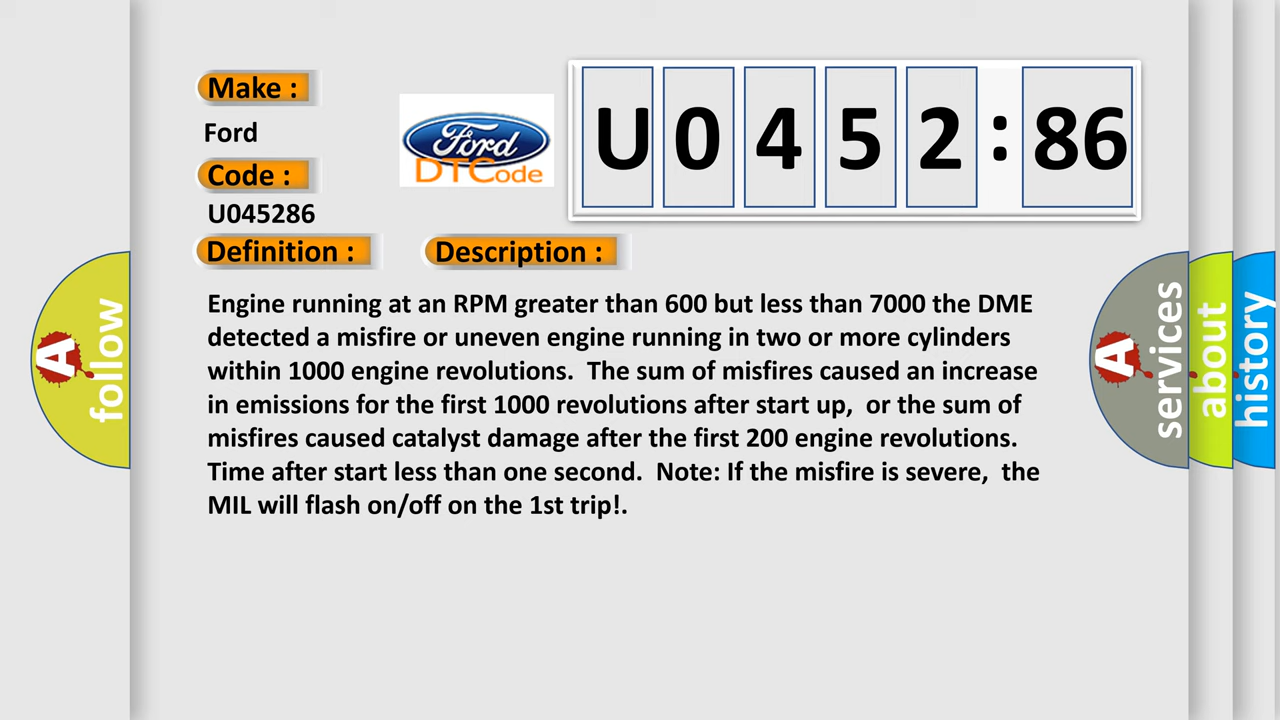 Make :
Ford
Code :
U045286
Ford
DTCode
U0452:86
Definition :
Description :
Engine running at an RPM greater than 600 but less than 7000 the DME
detected a misfire or uneven engine running in two or more cylinders
within 1000 engine revolutions. The sum of misfires caused an increase
in emissions for the first 1000 revolutions after start up, or the sum of
misfires caused catalyst damage after the first 200 engine revolutions.
Time after start less than one second. Note: If the misfire is severe, the
MIL will flash on/off on the 1st trip!.
A follow
A services
about
history